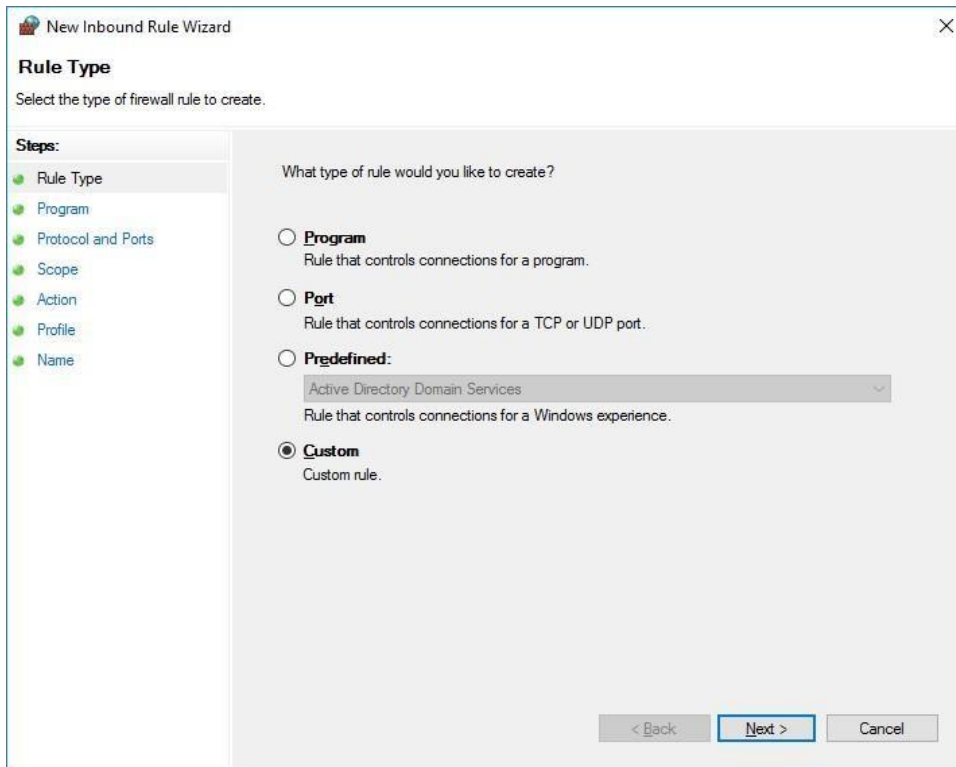 New Inbound Rule Wizard
Rule Type
Select the type of firewall rule to create.
Steps:
Rule Type
Program
Protocol and Ports
Scope
Action
Profile
Name
What type of rule would you like to create?
Program
Rule that controls connections for a program.
Port
Rule that controls connections for a TCP or UDP port.
Predefined:
Active Directory Domain Services
Rule that controls connections for a Windows experience.
Custom
Custom rule.
< Back
Next >
Cancel